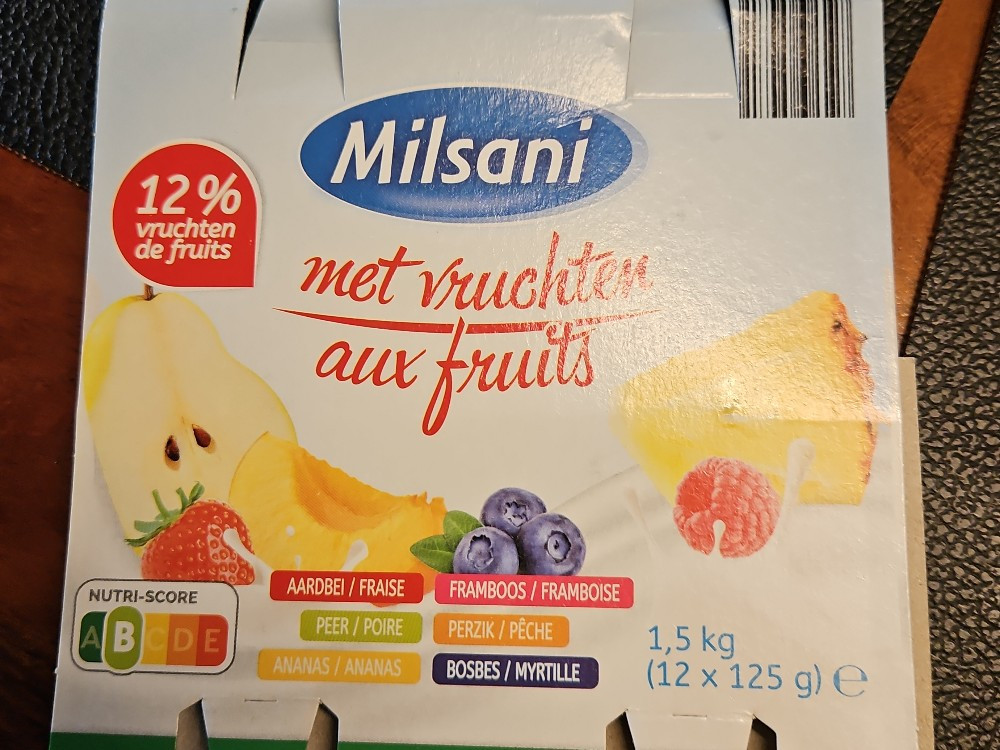 Milsani
12%
vruchten
de fruits
met vruchten
aux fruits
AARDBEI / FRAISE
FRAMBOOS / FRAMBOISE
PEER / POIRE
PERZIK / PÊCHE
ANANAS / ANANAS
BOSBES / MYRTILLE
NUTRI-SCORE
A B C D E
1,5 kg
(12 x 125 g) ℮